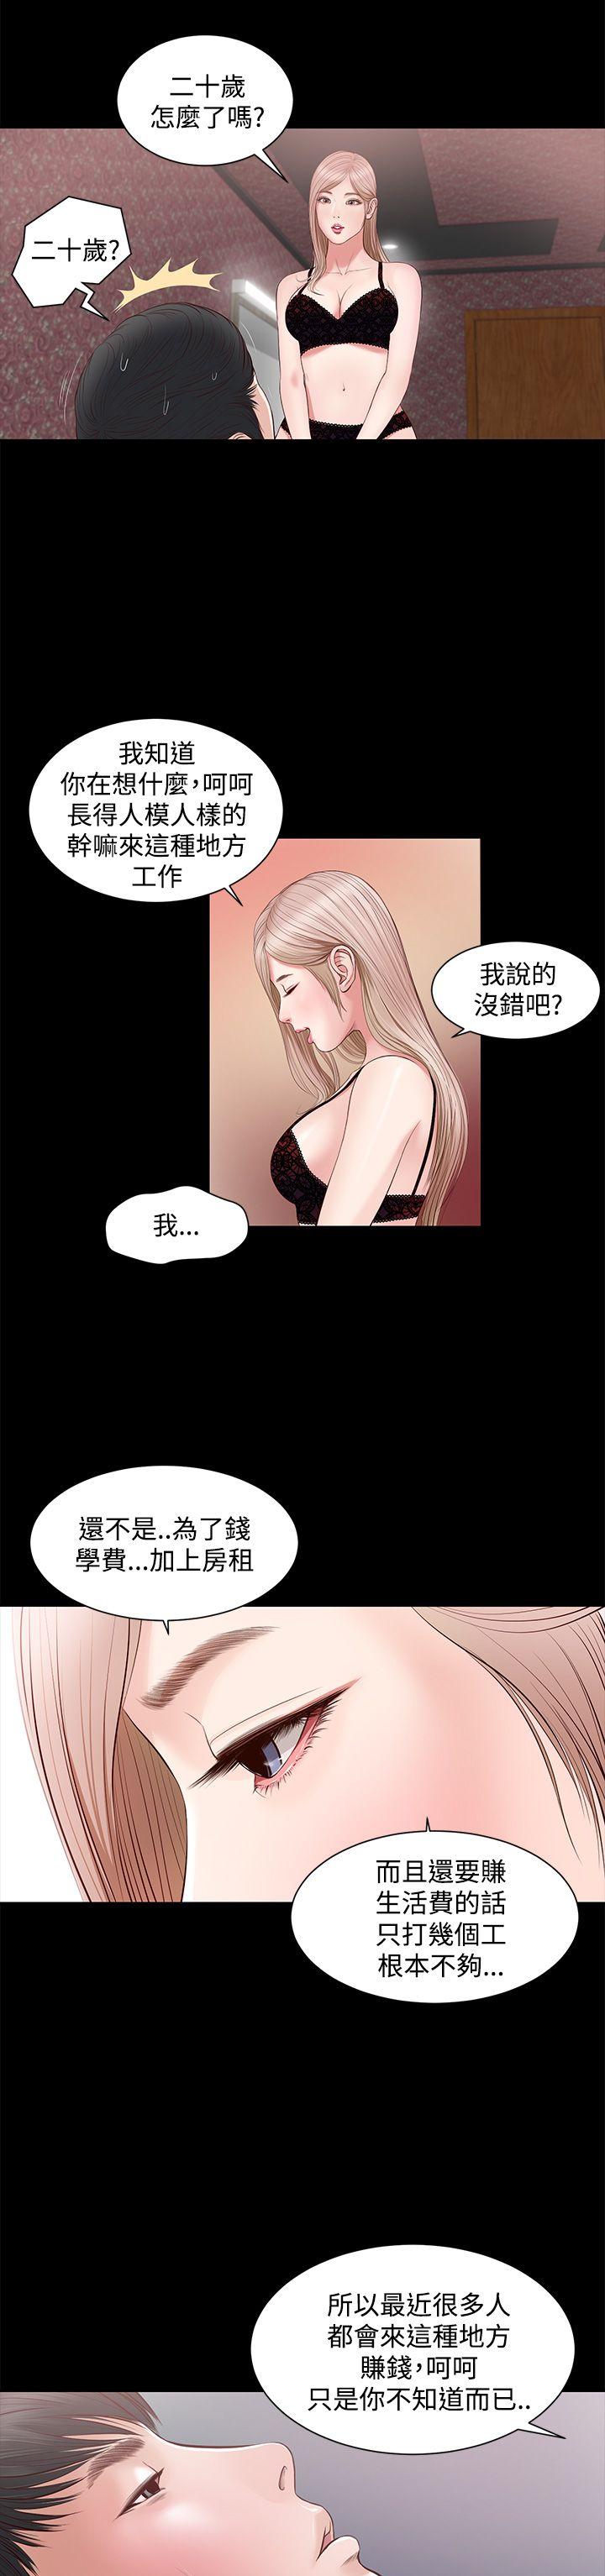 二十歲
怎麼了嗎?
二十歲?
我知道
你在想什麼,呵呵
長得人模人樣的
幹嘛來這種地方
工作
我說的
沒錯吧?
我...
還不是..為了錢
學費...加上房租
而且還要賺
生活費的話
只打幾個工
根本不夠...
所以最近很多人
都會來這種地方
賺錢,呵呵
只是你不知道而已..